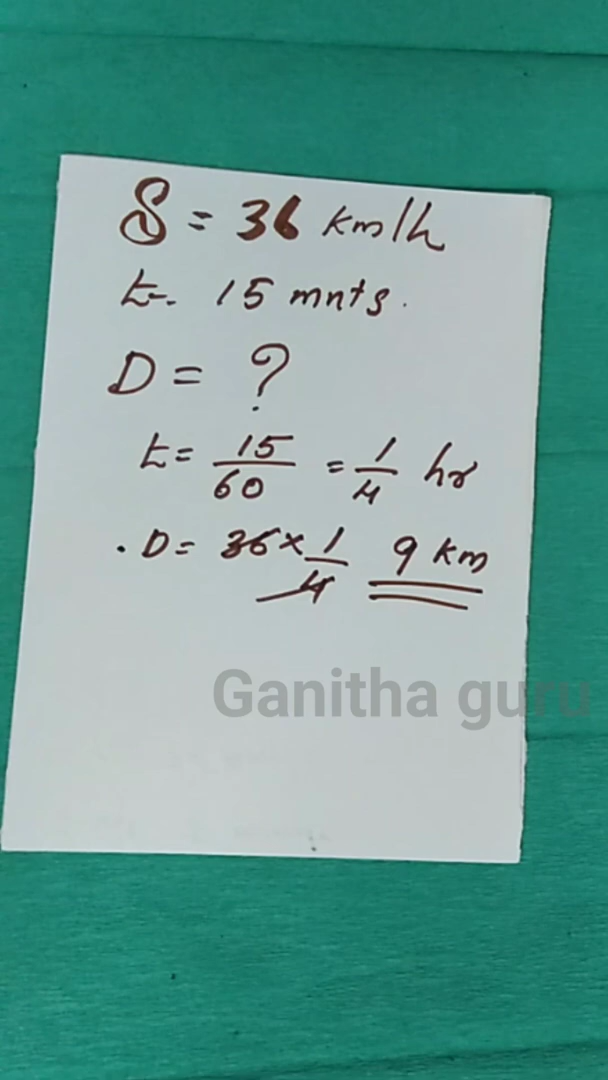 S = 36 km/h
t-. 15 mnts.
D = ?
t= 15/60 = 1/4 hr
. D= 36 × 1/4 9 km
Ganitha guru